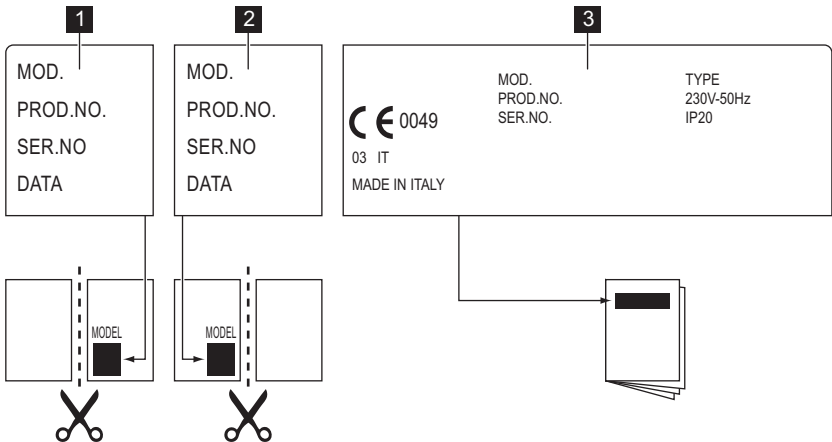 1
MOD.
PROD.NO.
SER.NO
DATA
MODEL
2
MOD.
PROD.NO.
SER.NO
DATA
MODEL
3
CE 0049
03 IT
MADE IN ITALY
MOD.
PROD.NO.
SER.NO.
TYPE
230V-50Hz
IP20